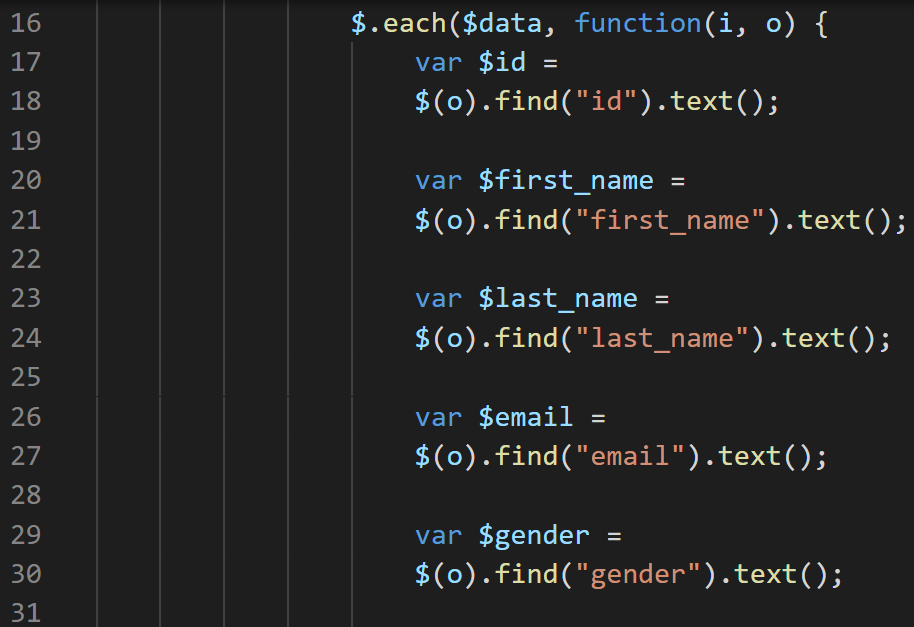 16 $.each($data, function(i, o) {
17 var $id =
18 $(o).find("id").text();
19
20 var $first_name =
21 $(o).find("first_name").text();
22
23 var $last_name =
24 $(o).find("last_name").text();
25
26 var $email =
27 $(o).find("email").text();
28
29 var $gender =
30 $(o).find("gender").text();
31